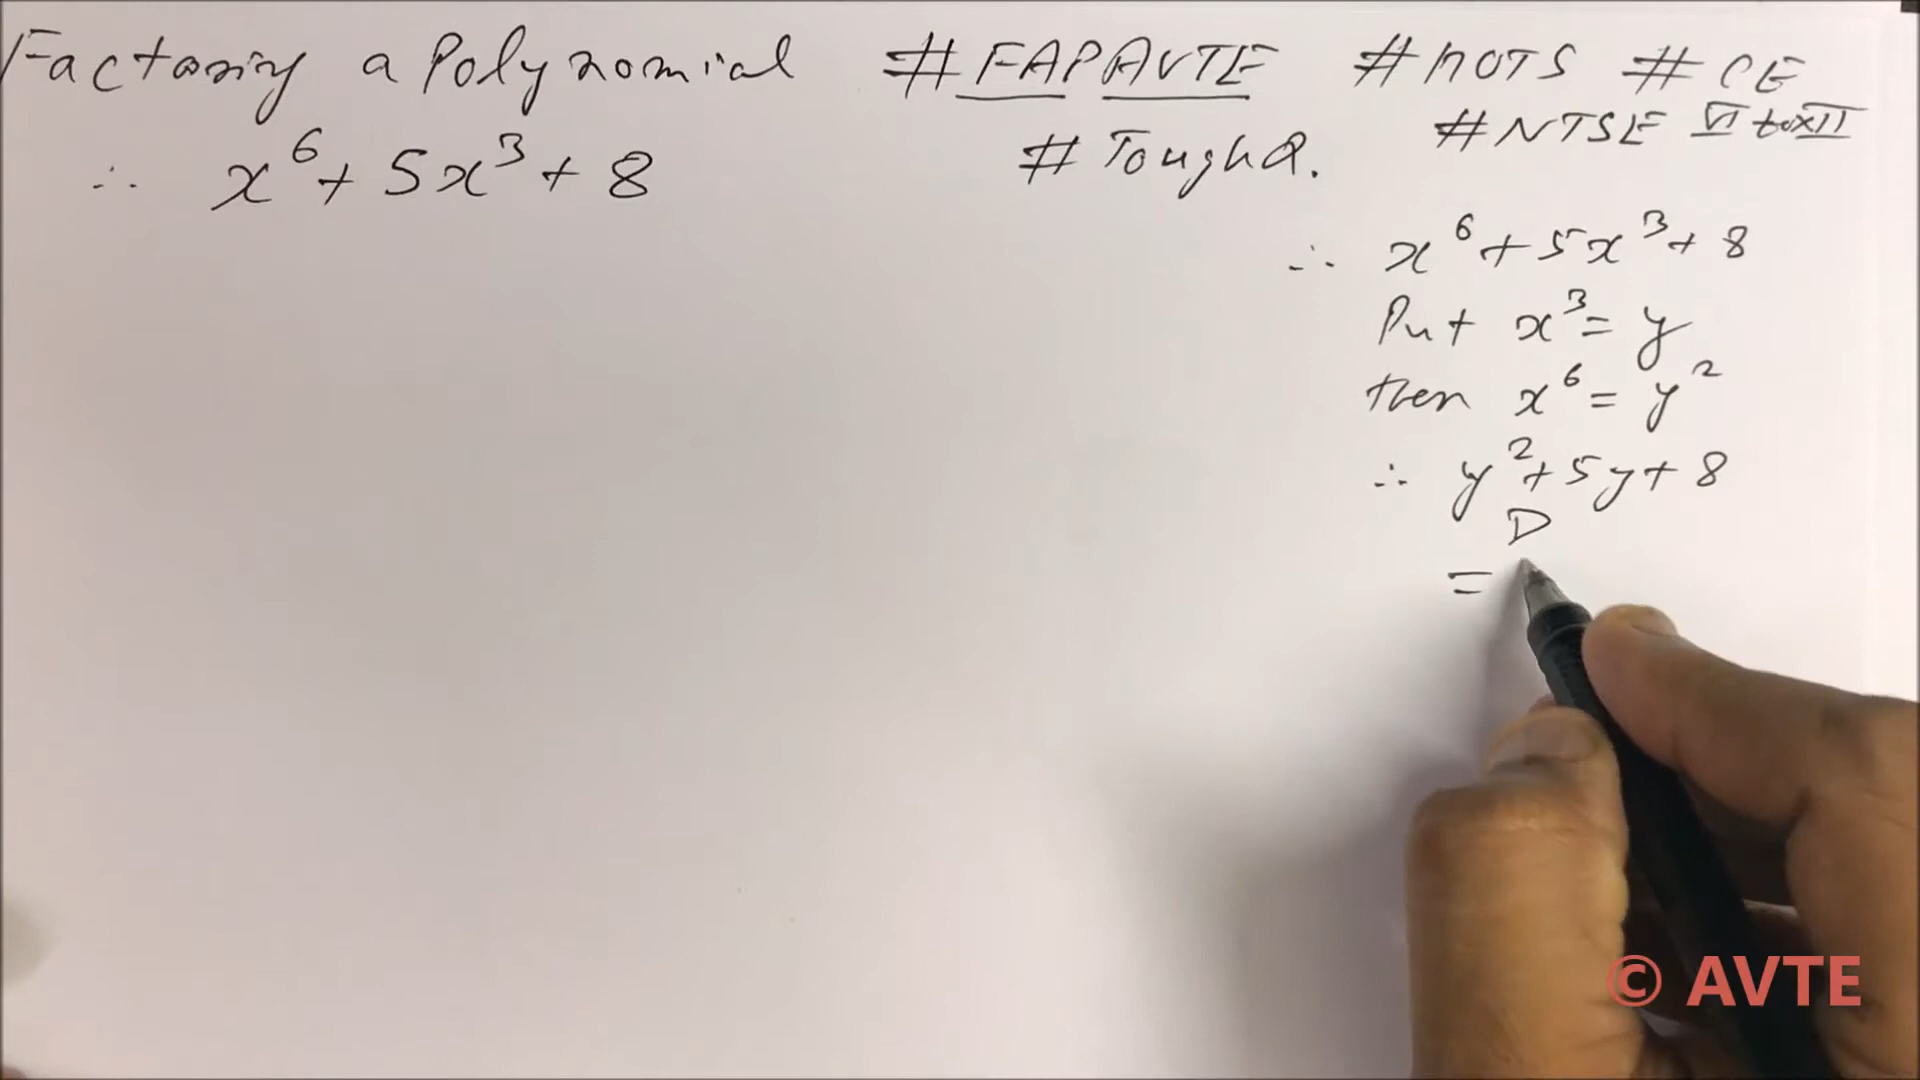 Factoring a Polynomial #FAPAVTE #HOTS #CE
#NTSE VI to XII
∴ x⁶ + 5x³ + 8 #Tough Q.
∴ x⁶ + 5x³ + 8
Put x³ = y
then x⁶ = y²
∴ y² + 5y + 8
D
=
© AVTE